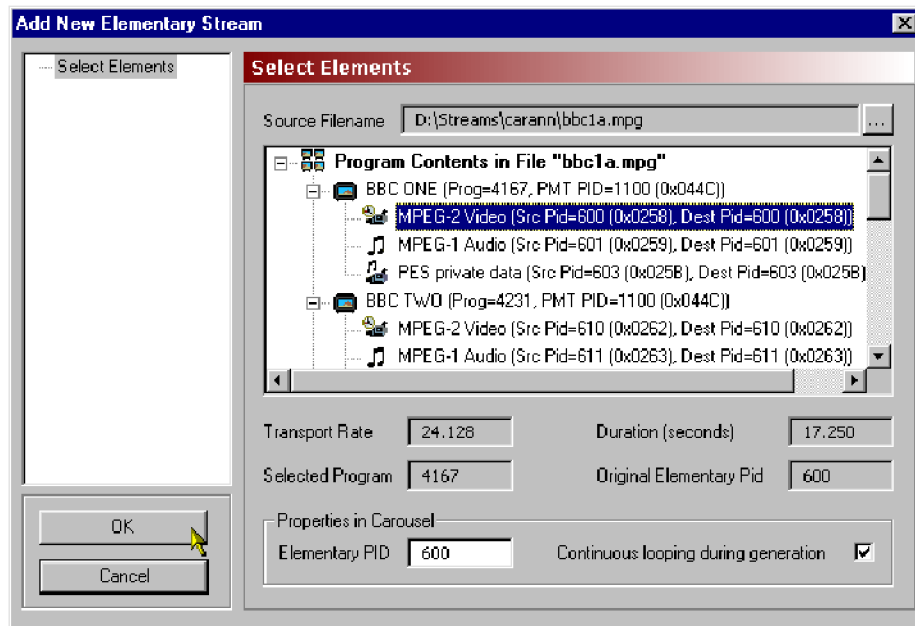 Add New Elementary Stream
Select Elements
Select Elements
Source Filename D:\Streams\carann\bbc1a.mpg ...
Program Contents in File "bbc1a.mpg"
BBC ONE (Prog=4167, PMT PID=1100 (0x044C))
MPEG-2 Video (Src Pid=600 (0x0258), Dest Pid=600 (0x0258))
MPEG-1 Audio (Src Pid=601 (0x0259), Dest Pid=601 (0x0259))
PES private data (Src Pid=603 (0x025B), Dest Pid=603 (0x025B)
BBC TWO (Prog=4231, PMT PID=1100 (0x044C))
MPEG-2 Video (Src Pid=610 (0x0262), Dest Pid=610 (0x0262))
MPEG-1 Audio (Src Pid=611 (0x0263), Dest Pid=611 (0x0263))
Transport Rate 24.128 Duration (seconds) 17.250
Selected Program 4167 Original Elementary Pid 600
Properties in Carousel
Elementary PID 600 Continuous looping during generation
OK
Cancel